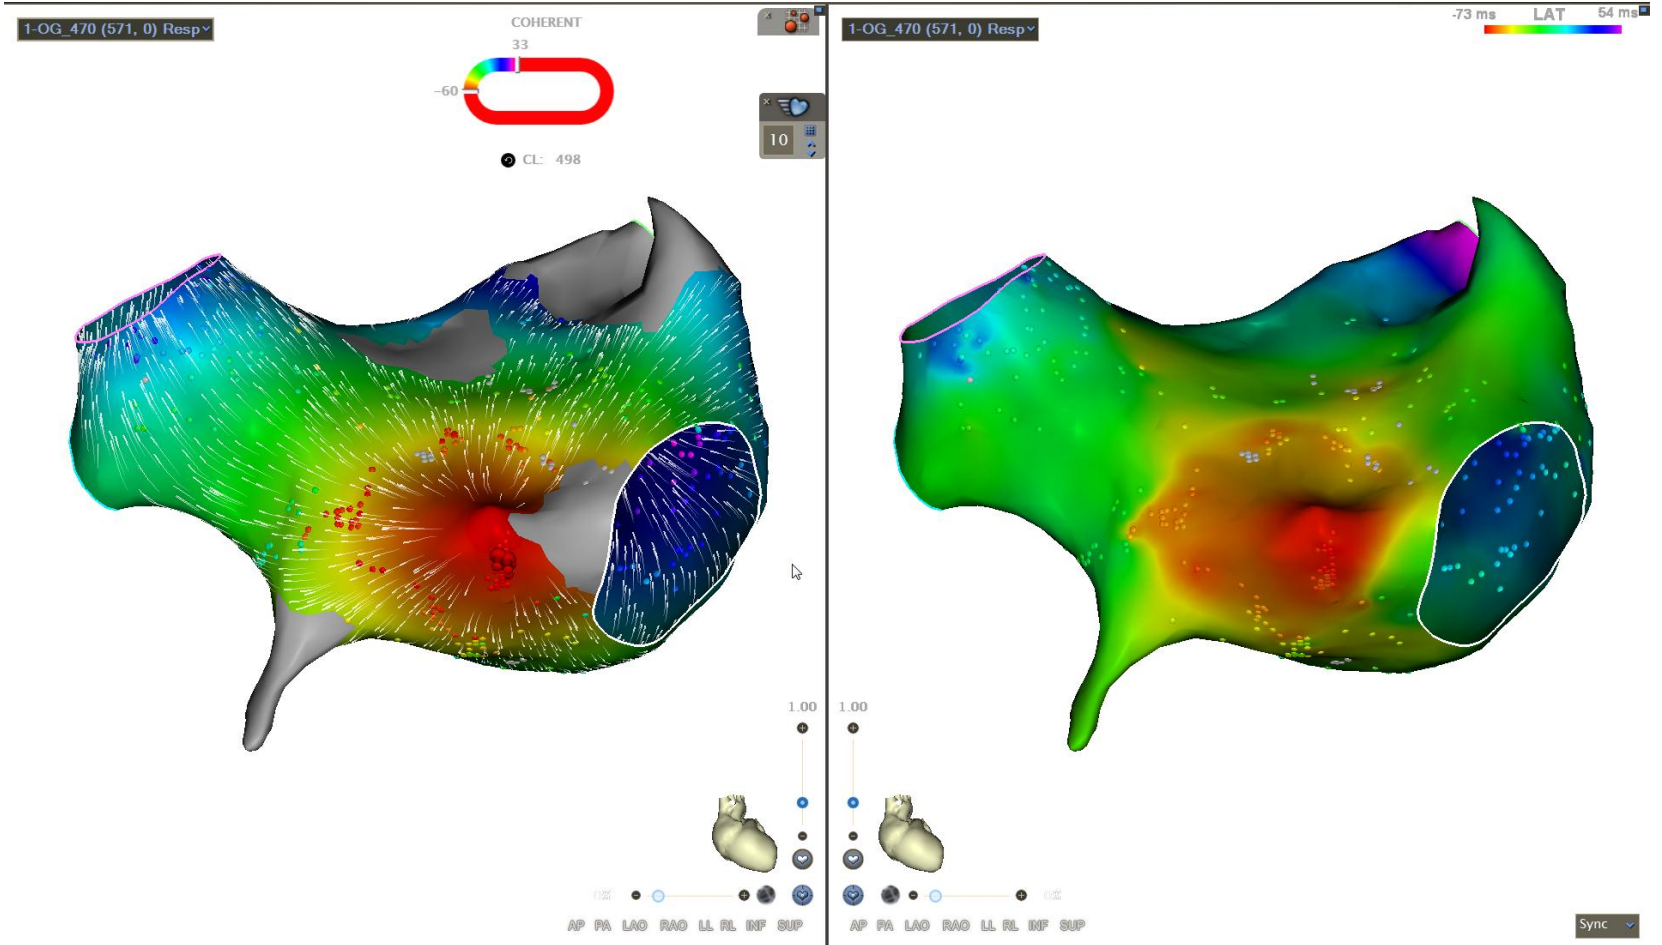 1-OG_470 (571, 0) Resp
COHERENT
33
-60
CL: 498
10
1.00
AP PA LAO RAO LL RL INF SUP
1-OG_470 (571, 0) Resp
-73 ms LAT 54 ms
1.00
AP PA LAO RAO LL RL INF SUP
Sync